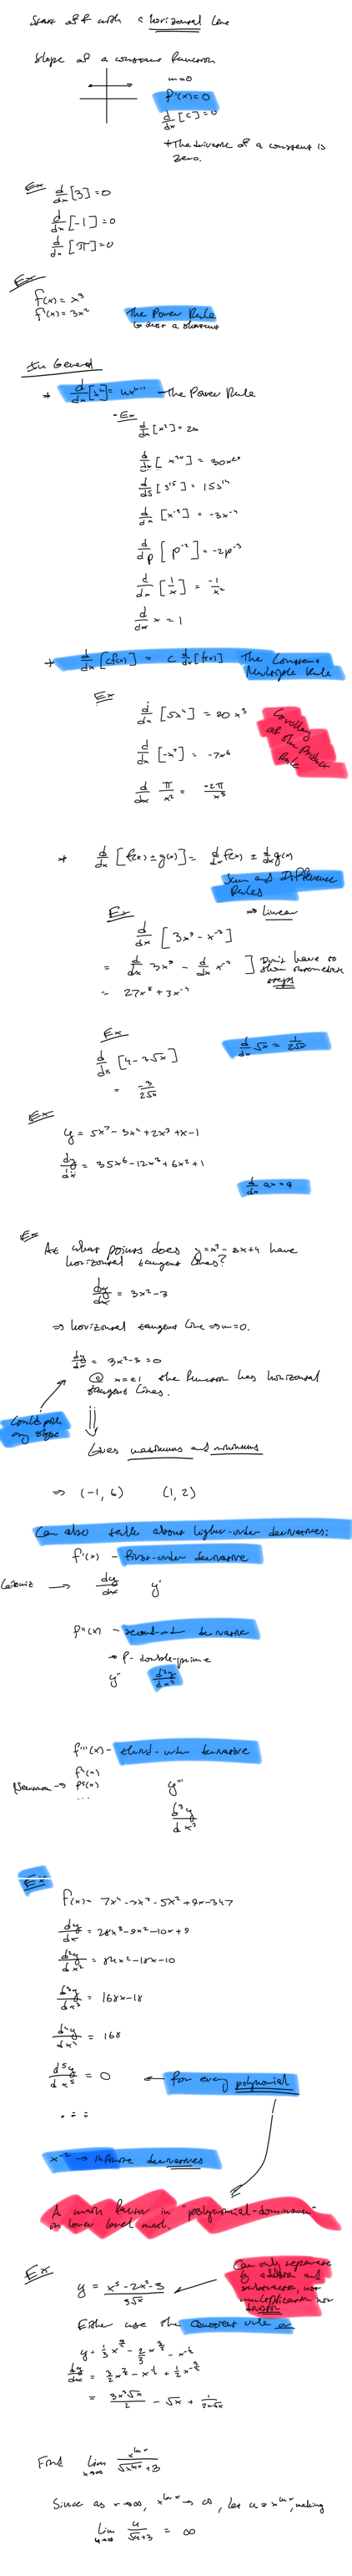 Start off with a horizontal line
Slope of a constant function
m=0
f'(x)=0
d/dx [c]=0
*The derivative of a constant is zero.
Ex d/dx [3]=0
d/dx [-1]=0
d/dx [π]=0
Ex
f(x) = x³
f'(x) = 3x²
The Power Rule
is just a shortcut
In General
* d/dx [xⁿ] = nxⁿ⁻¹ -The Power Rule
-Ex
d/dx [x²] = 2x
d/dx [x³⁰] = 30x²⁹
d/ds [s¹⁵] = 15s¹⁴
d/dx [x⁻³] = -3x⁻⁴
d/dp [p⁻²] = -2p⁻³
d/dx [1/x] = -1/x²
d/dx x = 1
* d/dx [cf(x)] = c d/dx [f(x)] The Constant Multiple Rule
Ex
d/dx [5x⁴] = 20x³
Corollary of the Product Rule
d/dx [-x⁷] = -7x⁶
d/dx π/x² = -2π/x³
* d/dx [f(x) ± g(x)] = d/dx f(x) ± d/dx g(x)
Sum and Difference Rules
⇒ Linear
Ex
d/dx [3x⁹ - x⁻³]
= d/dx 3x⁹ - d/dx x⁻³ ] Don't have to show intermediate steps
= 27x⁸ + 3x⁻⁴
Ex
d/dx [4-3√x]
d/dx √x = 1/2√x
= -3/2√x
Ex
y = 5x⁷ - 3x⁴ + 2x³ + x - 1
dy/dx = 35x⁶ - 12x³ + 6x² + 1
d/dx ax = a
Ex
At what points does y=x³-3x+4 have
horizontal tangent lines?
dy/dx = 3x²-3
⇒ horizontal tangent line ⇒ m=0.
dy/dx = 3x²-3=0
@ x=±1 the function has horizontal
tangent lines.
Could pick any slope
Gives maximums and minimums
⇒ (-1, 6) (1, 2)
Can also talk about higher-order derivatives:
f'(x) - first-order derivative
Leibniz → dy/dx y'
f''(x) - second-order derivative
→ f-double-prime
y'' d²y/dx²
f'''(x) - third-order derivative
f⁴(x)
Newton → f⁵(x) y'''
...
d³y/dx³
Ex
f(x) = 7x⁴-3x³-5x²+9x-347
dy/dx = 28x³-9x²-10x+9
d²y/dx² = 84x²-18x-10
d³y/dx³ = 168x-18
d⁴y/dx⁴ = 168
d⁵y/dx⁵ = 0 ← for every polynomial
...
x⁻² → infinite derivatives
A main factor in "polynomial-dominance"
in lower level math.
Ex
y = x³-2x²-3/3√x
Can only separate by addition and subtraction, not multiplication nor division
Either use the quotient rule or
y = 1/3 x^5/2 - 2/3 x^3/2 - x^-1/2
dy/dx = 3/2 x^3/2 - x^1/2 + 1/2 x^-3/2
= 3x√x/2 - √x + 1/2x√x
Find lim x→∞ x^ln x/√x^ln x + 3
Since as x→∞, x^ln x → ∞, let u = x^ln x, making
lim u→∞ u/√u+3 = ∞